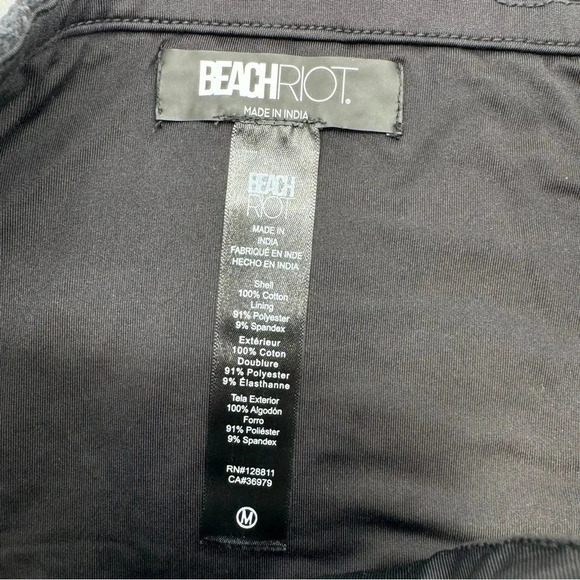 BEACHRIOT.
MADE IN INDIA
BEACH
RIOT
MADE IN
INDIA
FABRIQUÉ EN INDE
HECHO EN INDIA
Shell
100% Cotton
Lining
91% Polyester
9% Spandex
Extérieur
100% Coton
Doublure
91% Polyester
9% Élasthanne
Tela Exterior
100% Algodón
Forro
91% Poliéster
9% Spandex
RN#128811
CA#36979
M